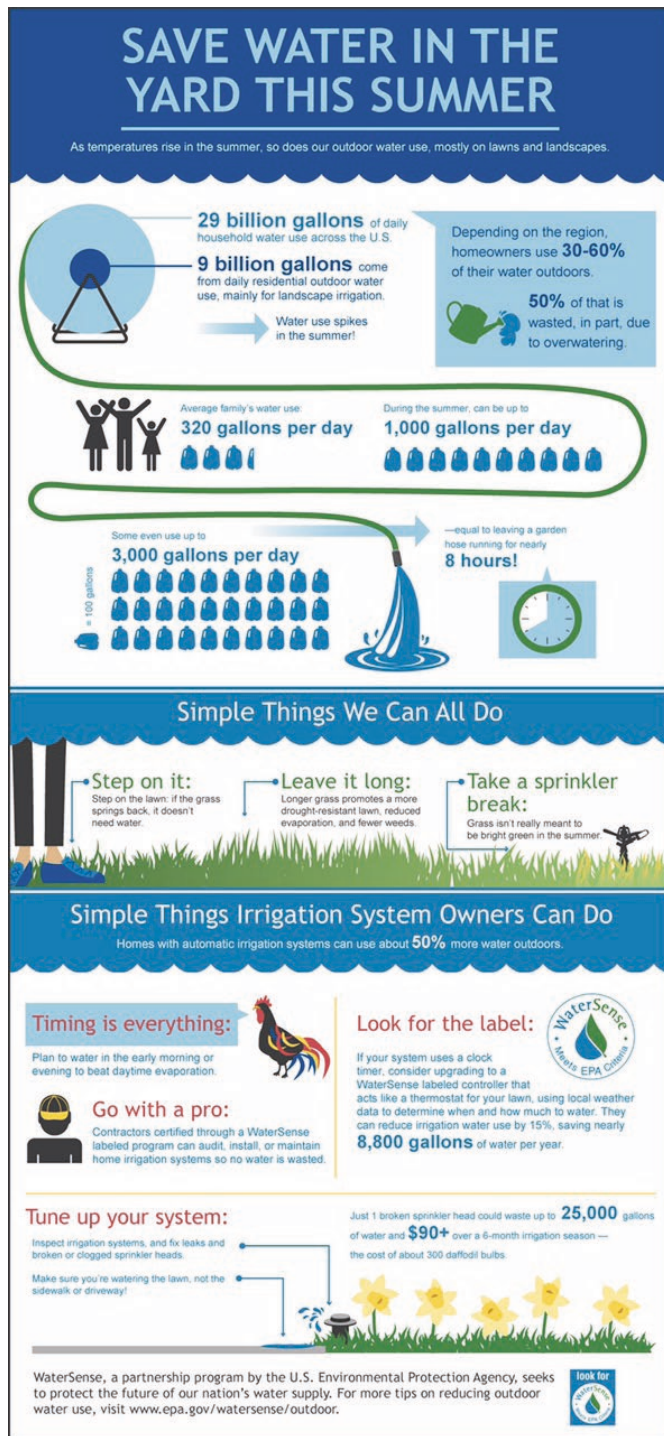 SAVE WATER IN THE
YARD THIS SUMMER
As temperatures rise in the summer, so does our outdoor water use, mostly on lawns and landscapes.
29 billion gallons of daily
household water use across the U.S.
9 billion gallons come
from daily residential outdoor water
use, mainly for landscape irrigation.
Water use spikes
in the summer!
Depending on the region,
homeowners use 30-60%
of their water outdoors.
50% of that is
wasted, in part, due
to overwatering.
Average family's water use:
320 gallons per day
During the summer, can be up to
1,000 gallons per day
Some even use up to
3,000 gallons per day
= 100 gallons
—equal to leaving a garden
hose running for nearly
8 hours!
Simple Things We Can All Do
Step on it:
Step on the lawn: if the grass
springs back, it doesn't
need water.
Leave it long:
Longer grass promotes a more
drought-resistant lawn, reduced
evaporation, and fewer weeds.
Take a sprinkler
break:
Grass isn't really meant to
be bright green in the summer.
Simple Things Irrigation System Owners Can Do
Homes with automatic irrigation systems can use about 50% more water outdoors.
Timing is everything:
Plan to water in the early morning or
evening to beat daytime evaporation.
Go with a pro:
Contractors certified through a WaterSense
labeled program can audit, install, or maintain
home irrigation systems so no water is wasted.
Look for the label:
WaterSense
Meets EPA Criteria
If your system uses a clock
timer, consider upgrading to a
WaterSense labeled controller that
acts like a thermostat for your lawn, using local weather
data to determine when and how much to water. They
can reduce irrigation water use by 15%, saving nearly
8,800 gallons of water per year.
Tune up your system:
Inspect irrigation systems, and fix leaks and
broken or clogged sprinkler heads.
Make sure you're watering the lawn, not the
sidewalk or driveway!
Just 1 broken sprinkler head could waste up to 25,000 gallons
of water and $90+ over a 6-month irrigation season —
the cost of about 300 daffodil bulbs.
WaterSense, a partnership program by the U.S. Environmental Protection Agency, seeks
to protect the future of our nation's water supply. For more tips on reducing outdoor
water use, visit www.epa.gov/watersense/outdoor.
look for
WaterSense